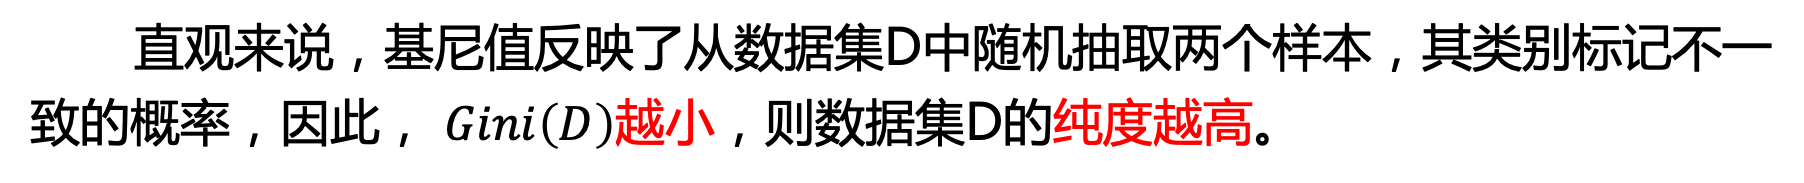 直观来说，基尼值反映了从数据集D中随机抽取两个样本，其类别标记不一
致的概率，因此， Gini(D)越小，则数据集D的纯度越高。